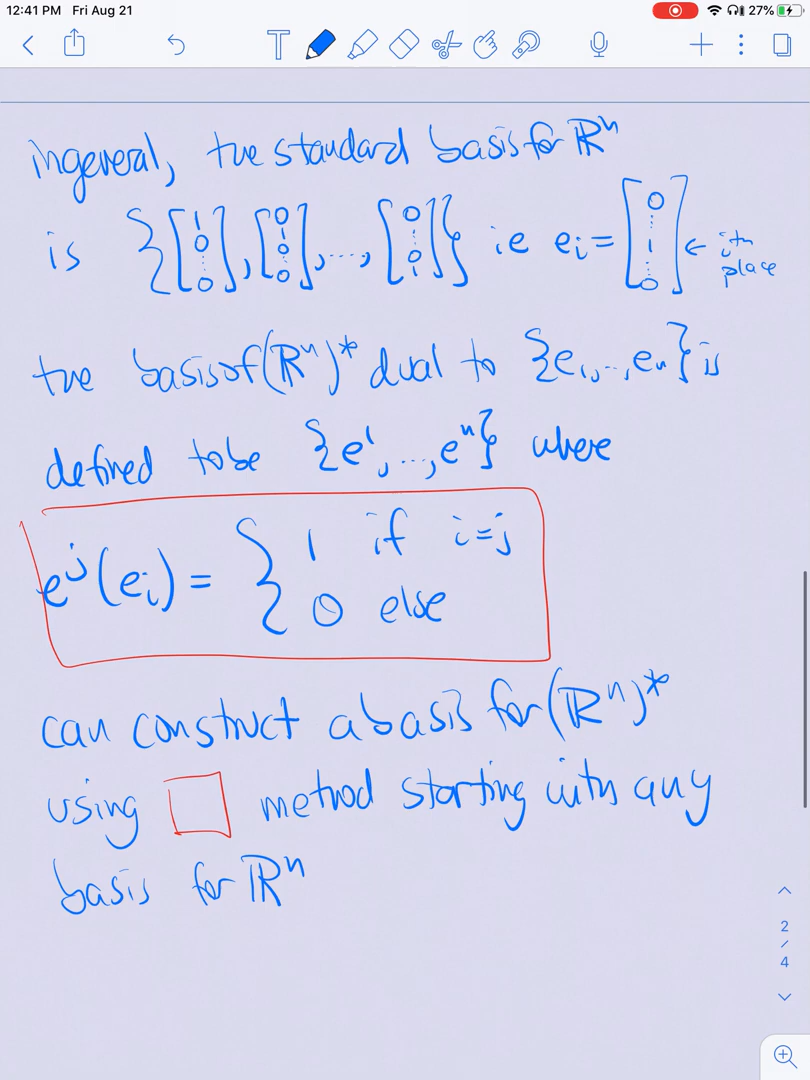 12:41 PM Fri Aug 21 27%
T
in general, the standard basis for ℝⁿ
is {[1 0 ⋮ 0], [0 1 0 ⋮ 0], ..., [0 ⋮ 0 1]} ie eᵢ = [0 ⋮ 1 ⋮ 0] ← ith place
the basis of (ℝⁿ)* dual to {e₁, ..., eₙ} is
defined to be {e¹, ..., eⁿ} where
eʲ(eᵢ) = { 1 if i=j
0 else
can construct a basis for (ℝⁿ)*
using □ method starting with any
basis for ℝⁿ
2
/
4